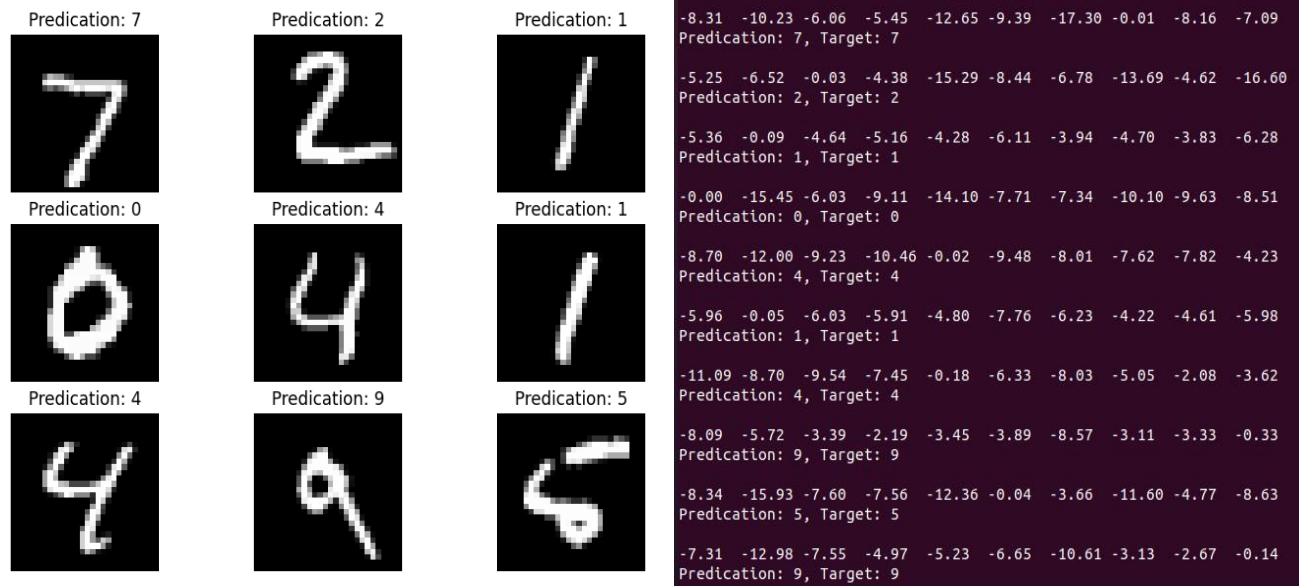 Predication: 7 Predication: 2 Predication: 1
7 2 1
Predication: 0 Predication: 4 Predication: 1
0 4 1
Predication: 4 Predication: 9 Predication: 5
4 9 5
-8.31 -10.23 -6.06 -5.45 -12.65 -9.39 -17.30 -0.01 -8.16 -7.09
Predication: 7, Target: 7
-5.25 -6.52 -0.03 -4.38 -15.29 -8.44 -6.78 -13.69 -4.62 -16.60
Predication: 2, Target: 2
-5.36 -0.09 -4.64 -5.16 -4.28 -6.11 -3.94 -4.70 -3.83 -6.28
Predication: 1, Target: 1
-0.00 -15.45 -6.03 -9.11 -14.10 -7.71 -7.34 -10.10 -9.63 -8.51
Predication: 0, Target: 0
-8.70 -12.00 -9.23 -10.46 -0.02 -9.48 -8.01 -7.62 -7.82 -4.23
Predication: 4, Target: 4
-5.96 -0.05 -6.03 -5.91 -4.80 -7.76 -6.23 -4.22 -4.61 -5.98
Predication: 1, Target: 1
-11.09 -8.70 -9.54 -7.45 -0.18 -6.33 -8.03 -5.05 -2.08 -3.62
Predication: 4, Target: 4
-8.09 -5.72 -3.39 -2.19 -3.45 -3.89 -8.57 -3.11 -3.33 -0.33
Predication: 9, Target: 9
-8.34 -15.93 -7.60 -7.56 -12.36 -0.04 -3.66 -11.60 -4.77 -8.63
Predication: 5, Target: 5
-7.31 -12.98 -7.55 -4.97 -5.23 -6.65 -10.61 -3.13 -2.67 -0.14
Predication: 9, Target: 9